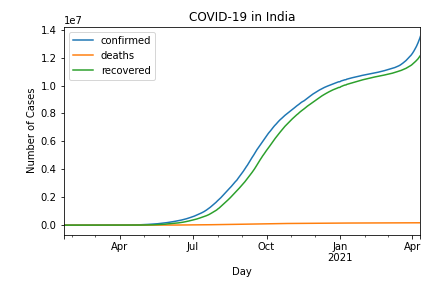 COVID-19 in India
1e7
confirmed
deaths
recovered
1.4
1.2
1.0
0.8
0.6
0.4
0.2
0.0
Number of Cases
Apr
Jul
Oct
Jan
2021
Apr
Day